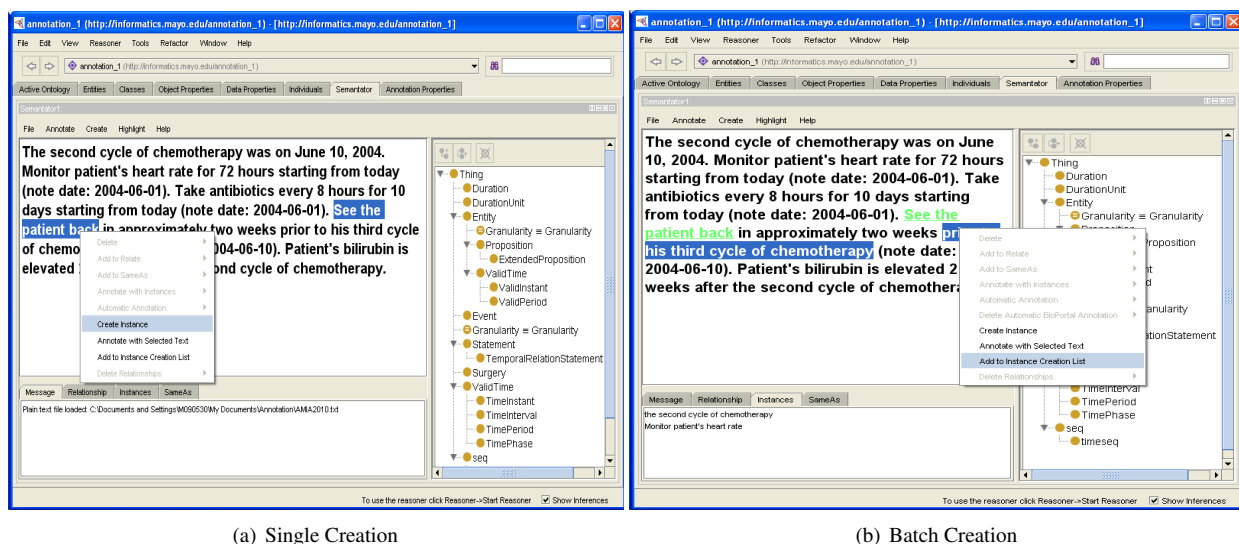 annotation_1 (http://informatics.mayo.edu/annotation_1) - [http://informatics.mayo.edu/annotation_1]
File Edit View Reasoner Tools Refactor Window Help
annotation_1 (http://informatics.mayo.edu/annotation_1)
Active Ontology Entities Classes Object Properties Data Properties Individuals Semantator Annotation Properties
Semantator1:
File Annotate Create Highlight Help
The second cycle of chemotherapy was on June 10, 2004.
Monitor patient's heart rate for 72 hours starting from today
(note date: 2004-06-01). Take antibiotics every 8 hours for 10
days starting from today (note date: 2004-06-01). See the
patient back in approximately two weeks prior to his third cycle
of chemo 004-06-10). Patient's bilirubin is
elevated ond cycle of chemotherapy.
Delete
Add to Relate
Add to SameAs
Annotate with Instances
Automatic Annotation
Create Instance
Annotate with Selected Text
Add to Instance Creation List
Delete Relationships
Thing
Duration
DurationUnit
Entity
Granularity ≡ Granularity
Proposition
ExtendedProposition
ValidTime
ValidInstant
ValidPeriod
Event
Granularity ≡ Granularity
Statement
TemporalRelationStatement
Surgery
ValidTime
TimeInstant
TimeInterval
TimePeriod
TimePhase
seq
Message Relationship Instances SameAs
Plain text file loaded: C:\Documents and Settings\M090530\My Documents\Annotation\AMIA2010.txt
To use the reasoner click Reasoner->Start Reasoner Show Inferences
(a) Single Creation
annotation_1 (http://informatics.mayo.edu/annotation_1) - [http://informatics.mayo.edu/annotation_1]
File Edit View Reasoner Tools Refactor Window Help
annotation_1 (http://informatics.mayo.edu/annotation_1)
Active Ontology Entities Classes Object Properties Data Properties Individuals Semantator Annotation Properties
Semantator1:
File Annotate Create Highlight Help
The second cycle of chemotherapy was on June
10, 2004. Monitor patient's heart rate for 72 hours
starting from today (note date: 2004-06-01). Take
antibiotics every 8 hours for 10 days starting
from today (note date: 2004-06-01). See the
patient back in approximately two weeks pri
his third cycle of chemotherapy (note date:
2004-06-10). Patient's bilirubin is elevated 2
weeks after the second cycle of chemothera
Delete
Add to Relate
Add to SameAs
Annotate with Instances
Automatic Annotation
Delete Automatic BioPortal Annotation
Create Instance
Annotate with Selected Text
Add to Instance Creation List
Delete Relationships
Thing
Duration
DurationUnit
Entity
Granularity ≡ Granularity
roposition
nt
d
anularity
ationStatement
TimeInterval
TimePeriod
TimePhase
seq
timeseq
Message Relationship Instances SameAs
the second cycle of chemotherapy
Monitor patient's heart rate
To use the reasoner click Reasoner->Start Reasoner Show Inferences
(b) Batch Creation